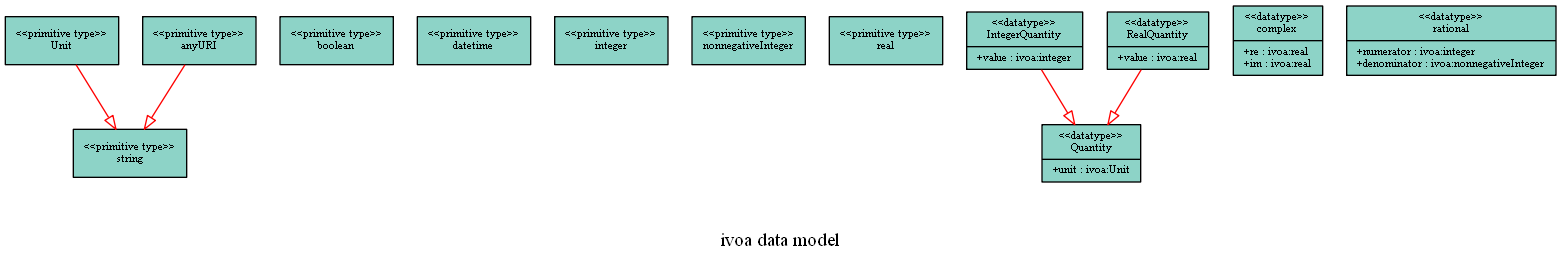 <<primitive type>>
Unit
<<primitive type>>
anyURI
<<primitive type>>
boolean
<<primitive type>>
datetime
<<primitive type>>
integer
<<primitive type>>
nonnegativeInteger
<<primitive type>>
real
<<datatype>>
IntegerQuantity
+value : ivoa:integer
<<datatype>>
RealQuantity
+value : ivoa:real
<<datatype>>
complex
+re : ivoa:real
+im : ivoa:real
<<datatype>>
rational
+numerator : ivoa:integer
+denominator : ivoa:nonnegativeInteger
<<primitive type>>
string
<<datatype>>
Quantity
+unit : ivoa:Unit
ivoa data model